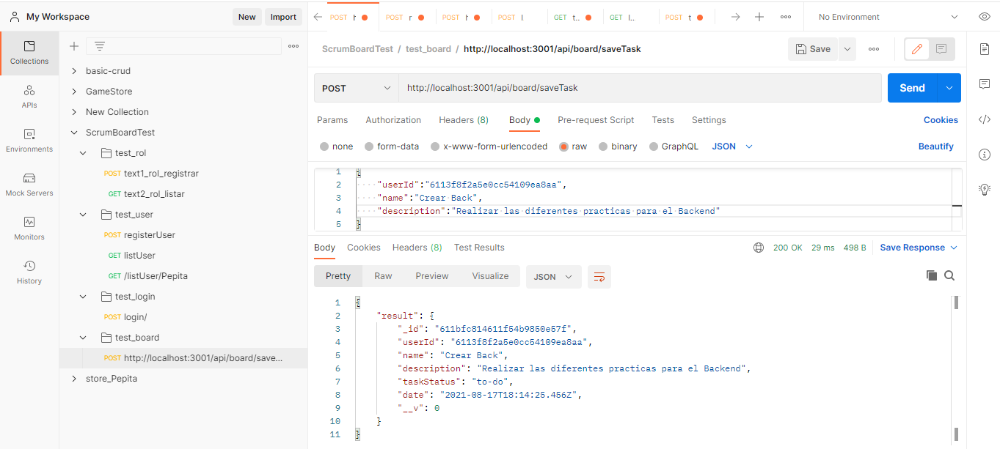 My Workspace
New
Import
POST h
POST r
POST h
POST l
GET t..
GET l..
POST t
No Environment
Collections
APIs
Environments
Mock Servers
Monitors
History
basic-crud
GameStore
New Collection
ScrumBoardTest
test_rol
POST text1_rol_registrar
GET text2_rol_listar
test_user
POST registerUser
GET listUser
GET /listUser/Pepita
test_login
POST login/
test_board
POST http://localhost:3001/api/board/save...
store_Pepita
ScrumBoardTest / test_board / http://localhost:3001/api/board/saveTask
Save
POST http://localhost:3001/api/board/saveTask
Send
Params Authorization Headers (8) Body Pre-request Script Tests Settings Cookies
none form-data x-www-form-urlencoded raw binary GraphQL JSON Beautify
1 {
2 "userId":"6113f8f2a5e0cc54109ea8aa",
3 "name":"Crear Back",
4 "description":"Realizar las diferentes practicas para el Backend"
5 }
Body Cookies Headers (8) Test Results 200 OK 29 ms 498 B Save Response
Pretty Raw Preview Visualize JSON
1 {
2 "result": {
3 "_id": "611bfc814611f54b9850e57f",
4 "userId": "6113f8f2a5e0cc54109ea8aa",
5 "name": "Crear Back",
6 "description": "Realizar las diferentes practicas para el Backend",
7 "taskStatus": "to-do",
8 "date": "2021-08-17T18:14:25.456Z",
9 "__v": 0
10 }
11 }